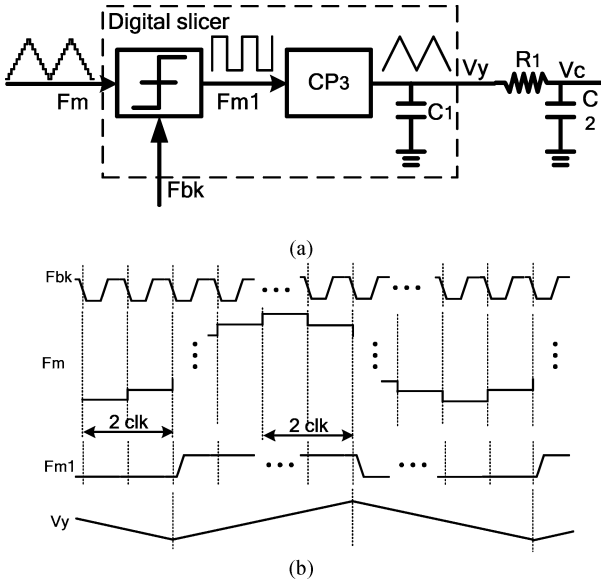 Digital slicer
Fm
Fm1
CP3
Vy
R1
Vc
C1
C
2
Fbk
(a)
Fbk
Fm
2 clk
2 clk
Fm1
Vy
(b)